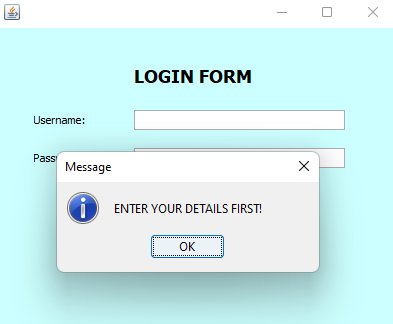 LOGIN FORM
Username:
Message
ENTER YOUR DETAILS FIRST!
OK